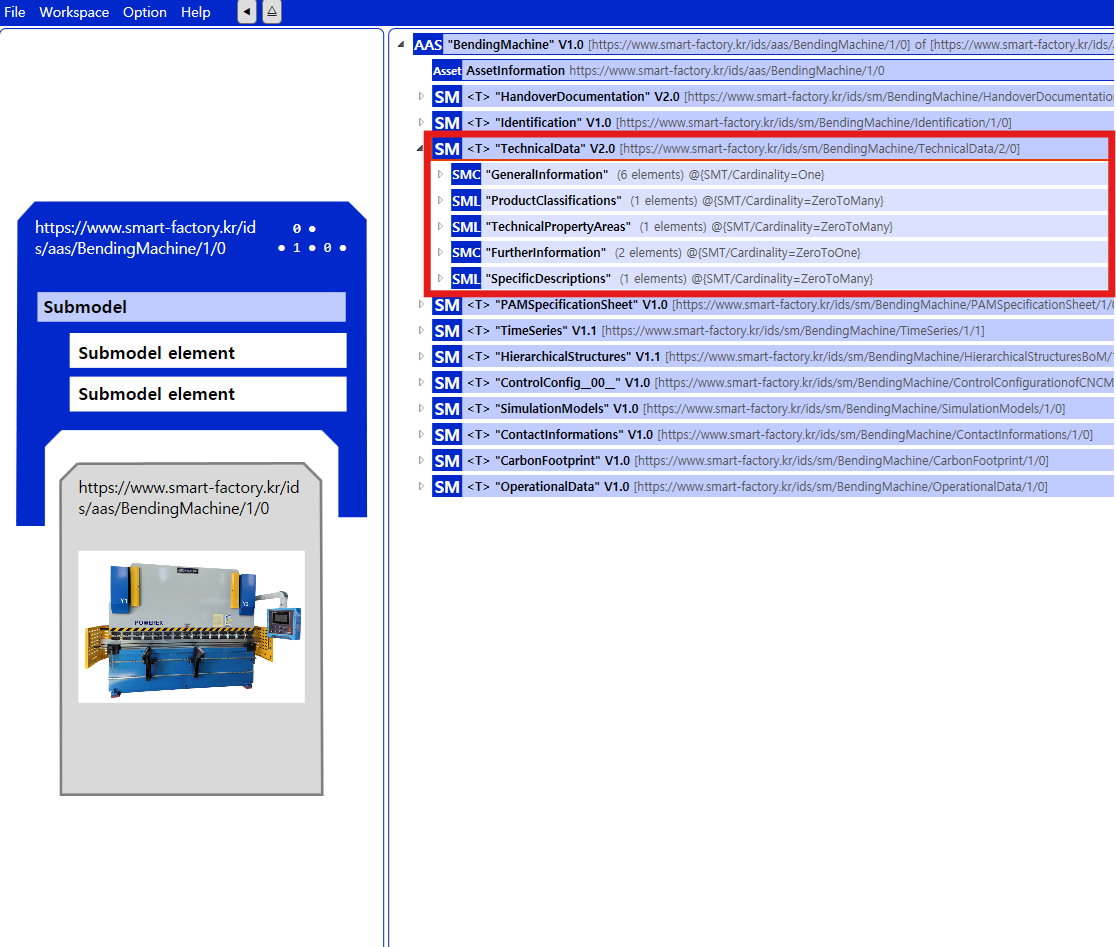 File Workspace Option Help
https://www.smart-factory.kr/id
s/aas/BendingMachine/1/0
0
1 0
Submodel
Submodel element
Submodel element
https://www.smart-factory.kr/id
s/aas/BendingMachine/1/0
Y1
Y2
POWEREX
AAS "BendingMachine" V1.0 [https://www.smart-factory.kr/ids/aas/BendingMachine/1/0] of [https://www.smart-factory.kr/ids/
Asset AssetInformation https://www.smart-factory.kr/ids/aas/BendingMachine/1/0
SM <T> "HandoverDocumentation" V2.0 [https://www.smart-factory.kr/ids/sm/BendingMachine/HandoverDocumentatio
SM <T> "Identification" V1.0 [https://www.smart-factory.kr/ids/sm/BendingMachine/Identification/1/0]
SM <T> "TechnicalData" V2.0 [https://www.smart-factory.kr/ids/sm/BendingMachine/TechnicalData/2/0]
SMC "GeneralInformation" (6 elements) @{SMT/Cardinality=One}
SML "ProductClassifications" (1 elements) @{SMT/Cardinality=ZeroToMany}
SML "TechnicalPropertyAreas" (1 elements) @{SMT/Cardinality=ZeroToMany}
SMC "FurtherInformation" (2 elements) @{SMT/Cardinality=ZeroToOne}
SML "SpecificDescriptions" (1 elements) @{SMT/Cardinality=ZeroToMany}
SM <T> "PAMSpecificationSheet" V1.0 [https://www.smart-factory.kr/ids/sm/BendingMachine/PAMSpecificationSheet/1/
SM <T> "TimeSeries" V1.1 [https://www.smart-factory.kr/ids/sm/BendingMachine/TimeSeries/1/1]
SM <T> "HierarchicalStructures" V1.1 [https://www.smart-factory.kr/ids/sm/BendingMachine/HierarchicalStructuresBoM/
SM <T> "ControlConfig__00__" V1.0 [https://www.smart-factory.kr/ids/sm/BendingMachine/ControlConfigurationofCNCM
SM <T> "SimulationModels" V1.0 [https://www.smart-factory.kr/ids/sm/BendingMachine/SimulationModels/1/0]
SM <T> "ContactInformations" V1.0 [https://www.smart-factory.kr/ids/sm/BendingMachine/ContactInformations/1/0]
SM <T> "CarbonFootprint" V1.0 [https://www.smart-factory.kr/ids/sm/BendingMachine/CarbonFootprint/1/0]
SM <T> "OperationalData" V1.0 [https://www.smart-factory.kr/ids/sm/BendingMachine/OperationalData/1/0]